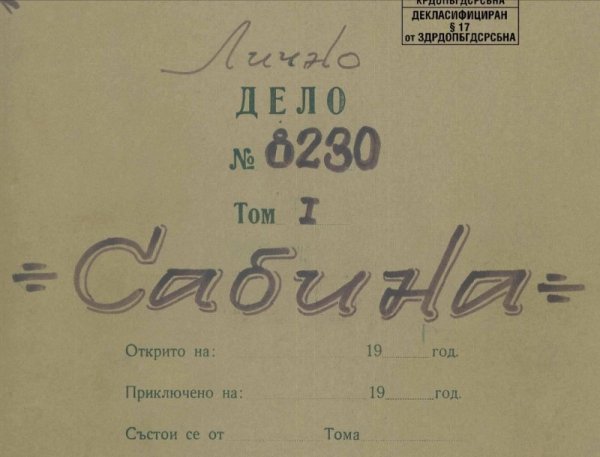 КРДОПБГДСРСБНА
ДЕКЛАСИФИЦИРАН
§ 17
от ЗДРДОПБГДСРСБНА
Лично
ДЕЛО
№ 8230
Том I
= Сабина =
Открито на: 19 год.
Приключено на: 19 год.
Състои се от Тома